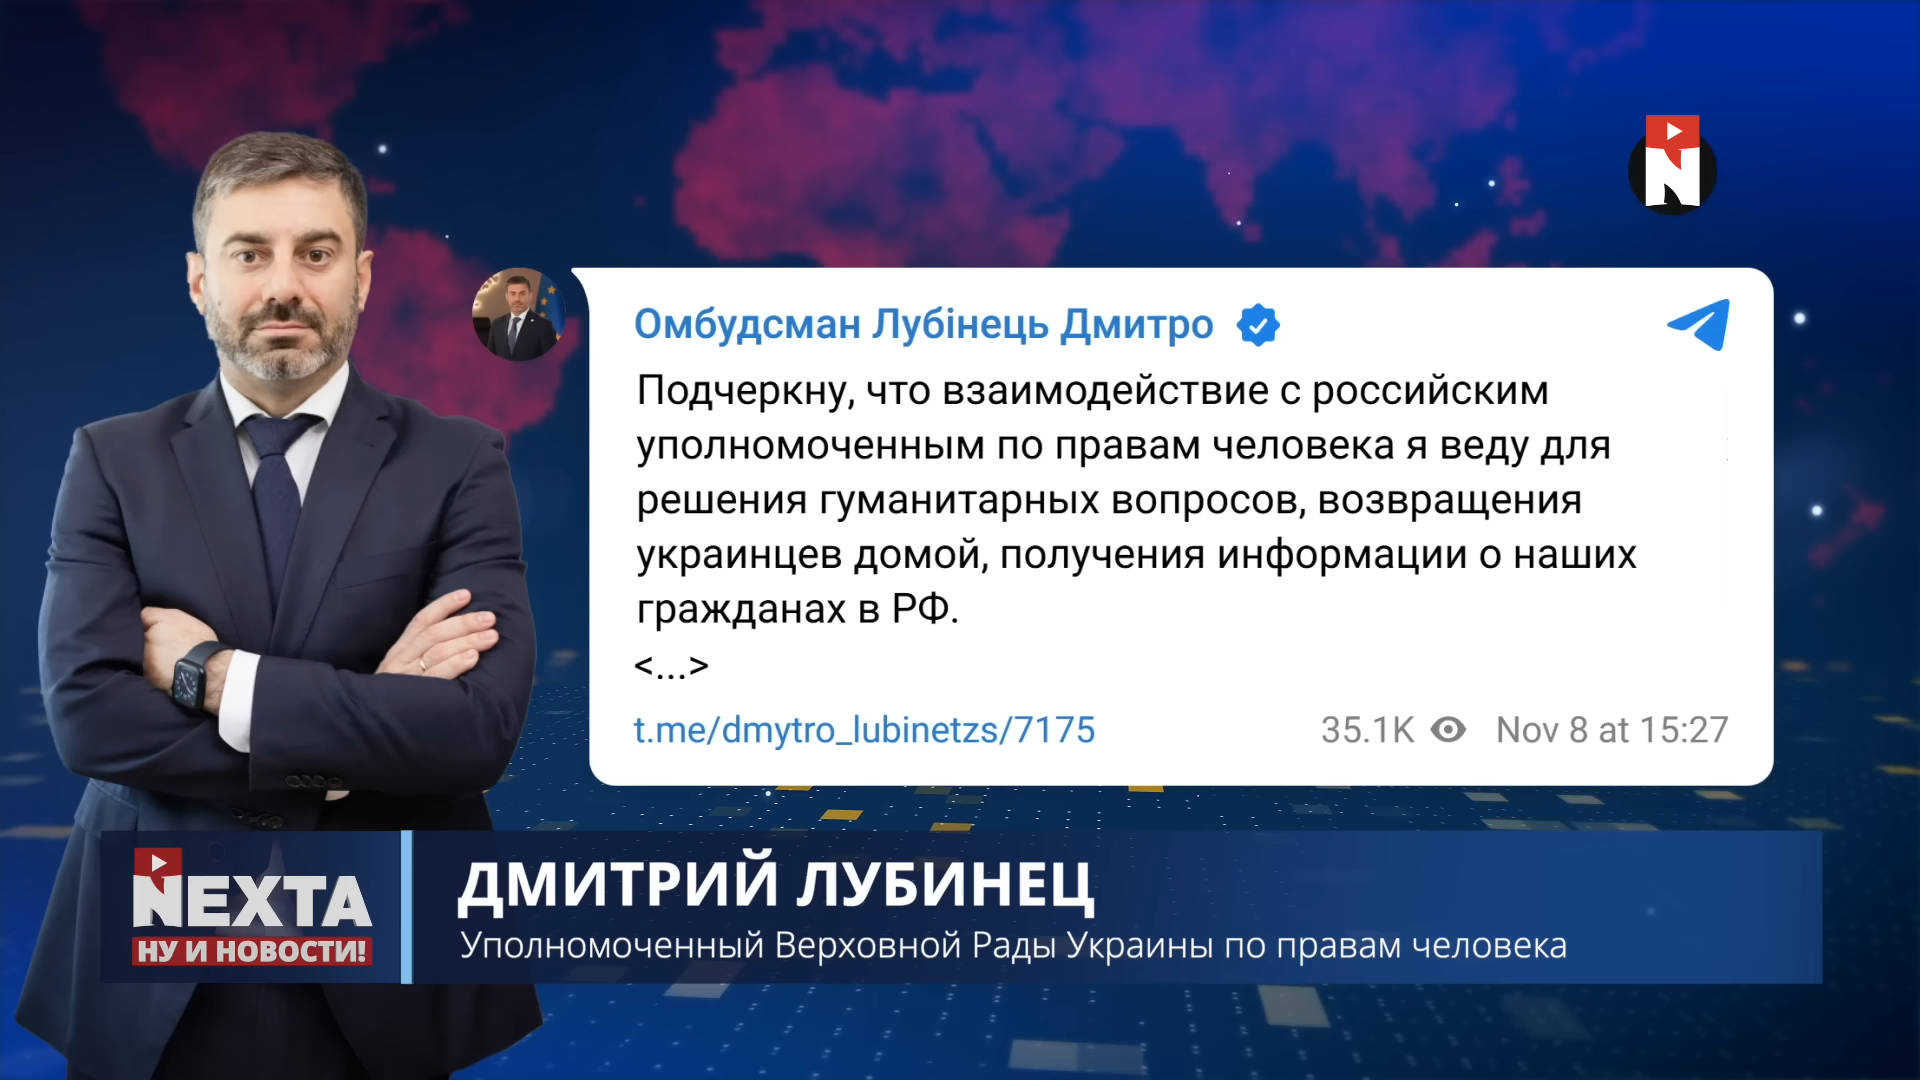 Омбудсман Лубінець Дмитро
Подчеркну, что взаимодействие с российским
уполномоченным по правам человека я веду для
решения гуманитарных вопросов, возвращения
украинцев домой, получения информации о наших
гражданах в РФ.
<...>
t.me/dmytro_lubinetzs/7175 35.1K Nov 8 at 15:27
NEXTA
НУ И НОВОСТИ!
ДМИТРИЙ ЛУБИНЕЦ
Уполномоченный Верховной Рады Украины по правам человека
N